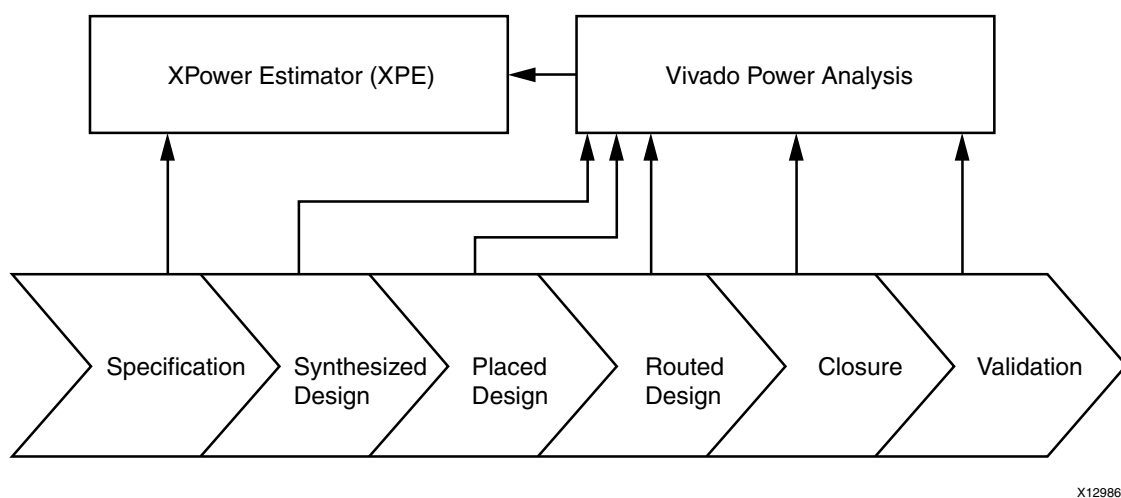 XPower Estimator (XPE)
Vivado Power Analysis
Specification
Synthesized
Design
Placed
Design
Routed
Design
Closure
Validation
X12986